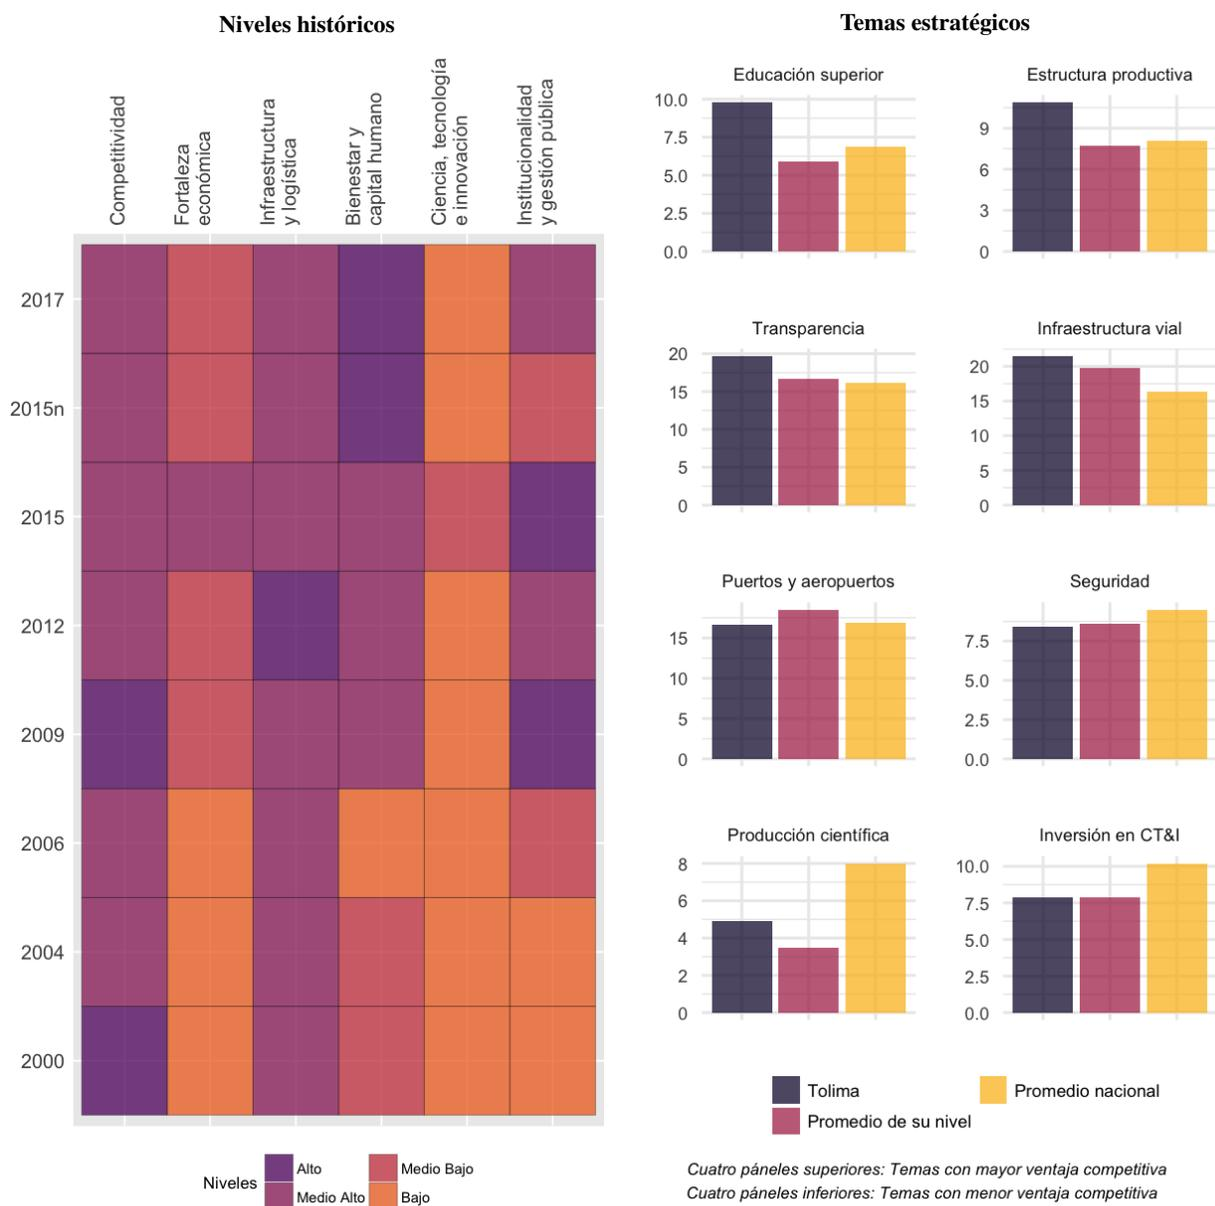 Niveles históricos
Competitividad
Fortaleza
económica
Infraestructura
y logística
Bienestar y
capital humano
Ciencia, tecnología
e innovación
Institucionalidad
y gestión pública
2017
2015n
2015
2012
2009
2006
2004
2000
Niveles
Alto
Medio Bajo
Medio Alto
Bajo
Temas estratégicos
Educación superior
10.0
7.5
5.0
2.5
0.0
Estructura productiva
9
6
3
0
Transparencia
20
15
10
5
0
Infraestructura vial
20
15
10
5
0
Puertos y aeropuertos
15
10
5
0
Seguridad
7.5
5.0
2.5
0.0
Producción científica
8
6
4
2
0
Inversión en CT&I
10.0
7.5
5.0
2.5
0.0
Tolima
Promedio nacional
Promedio de su nivel
Cuatro páneles superiores: Temas con mayor ventaja competitiva
Cuatro páneles inferiores: Temas con menor ventaja competitiva